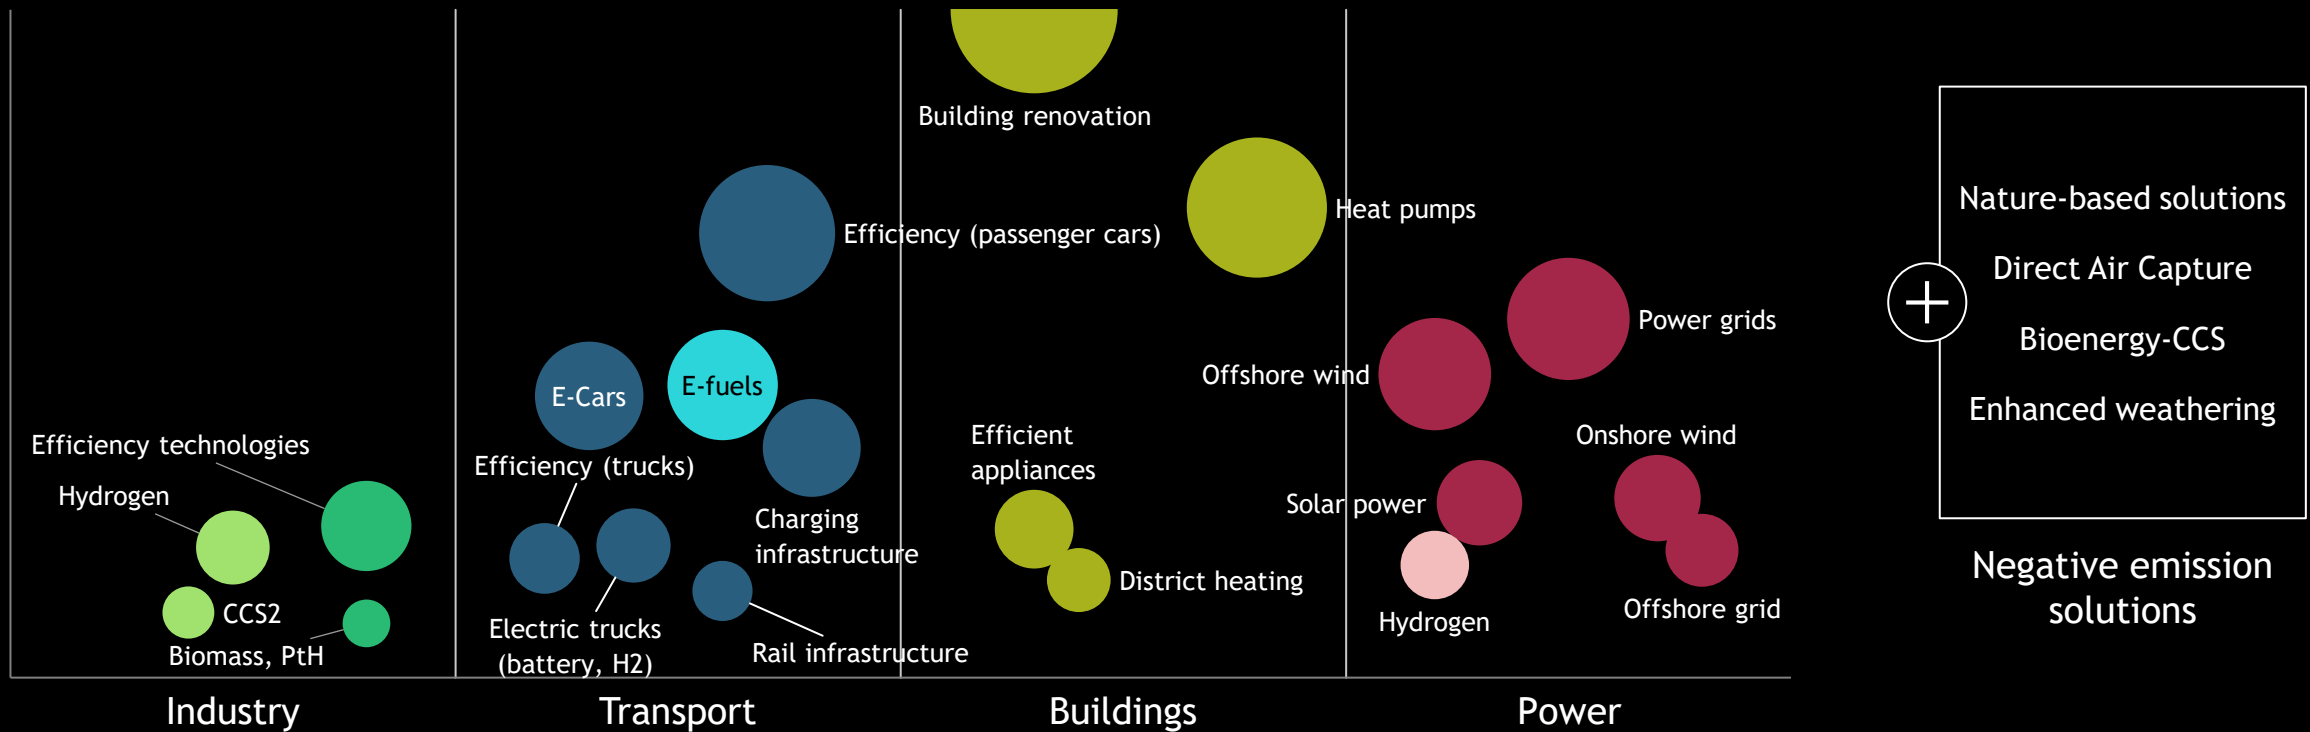 Building renovation
Heat pumps
Efficiency (passenger cars)
Power grids
Offshore wind
E-Cars
E-fuels
Efficiency technologies
Hydrogen
CCS2
Biomass, PtH
Efficiency (trucks)
Charging
infrastructure
Electric trucks
(battery, H2)
Rail infrastructure
Efficient
appliances
District heating
Onshore wind
Solar power
Hydrogen
Offshore grid
Industry
Transport
Buildings
Power
Nature-based solutions
Direct Air Capture
Bioenergy-CCS
Enhanced weathering
Negative emission
solutions